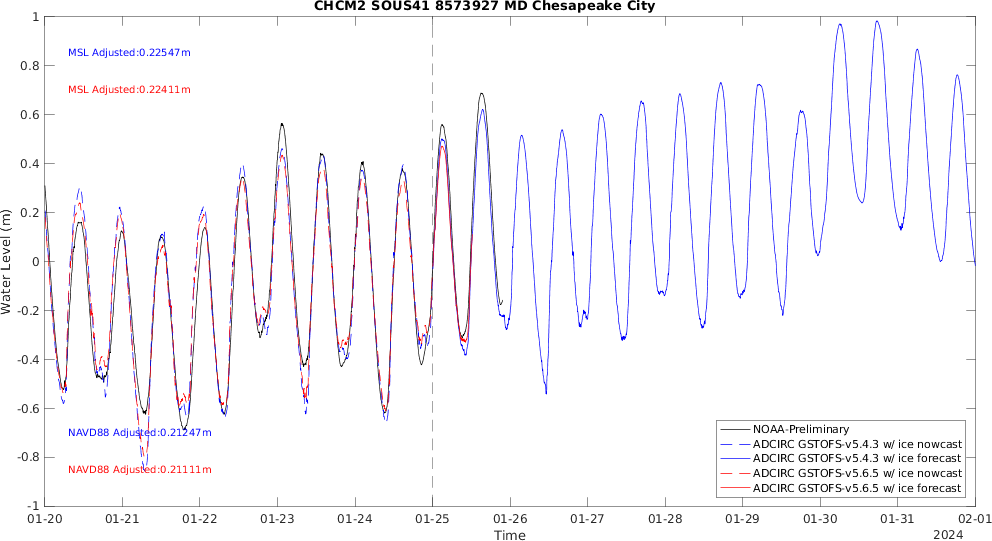 CHCM2 SOUS41 8573927 MD Chesapeake City
1
0.8
0.6
0.4
0.2
0
-0.2
-0.4
-0.6
-0.8
-1
Water Level (m)
MSL Adjusted:0.22547m
MSL Adjusted:0.22411m
NAVD88 Adjusted:0.21247m
NAVD88 Adjusted:0.21111m
NOAA-Preliminary
ADCIRC GSTOFS-v5.4.3 w/ ice nowcast
ADCIRC GSTOFS-v5.4.3 w/ ice forecast
ADCIRC GSTOFS-v5.6.5 w/ ice nowcast
ADCIRC GSTOFS-v5.6.5 w/ ice forecast
01-20 01-21 01-22 01-23 01-24 01-25 01-26 01-27 01-28 01-29 01-30 01-31 02-01
Time
2024